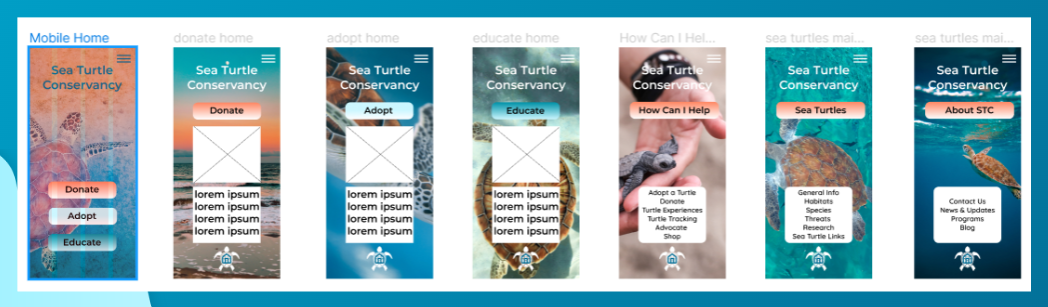 Mobile Home
donate home
adopt home
educate home
How Can I Hel...
sea turtles mai...
sea turtles mai...
Sea Turtle
Conservancy
Donate
Adopt
Educate
Sea Turtle
Conservancy
Donate
lorem ipsum
lorem ipsum
lorem ipsum
lorem ipsum
Sea Turtle
Conservancy
Adopt
lorem ipsum
lorem ipsum
lorem ipsum
lorem ipsum
Sea Turtle
Conservancy
Educate
lorem ipsum
lorem ipsum
lorem ipsum
lorem ipsum
Sea Turtle
Conservancy
How Can I Help
Adopt a Turtle
Donate
Turtle Experiences
Turtle Tracking
Advocate
Shop
Sea Turtle
Conservancy
Sea Turtles
General Info
Habitats
Species
Threats
Research
Sea Turtle Links
Sea Turtle
Conservancy
About STC
Contact Us
News & Updates
Programs
Blog